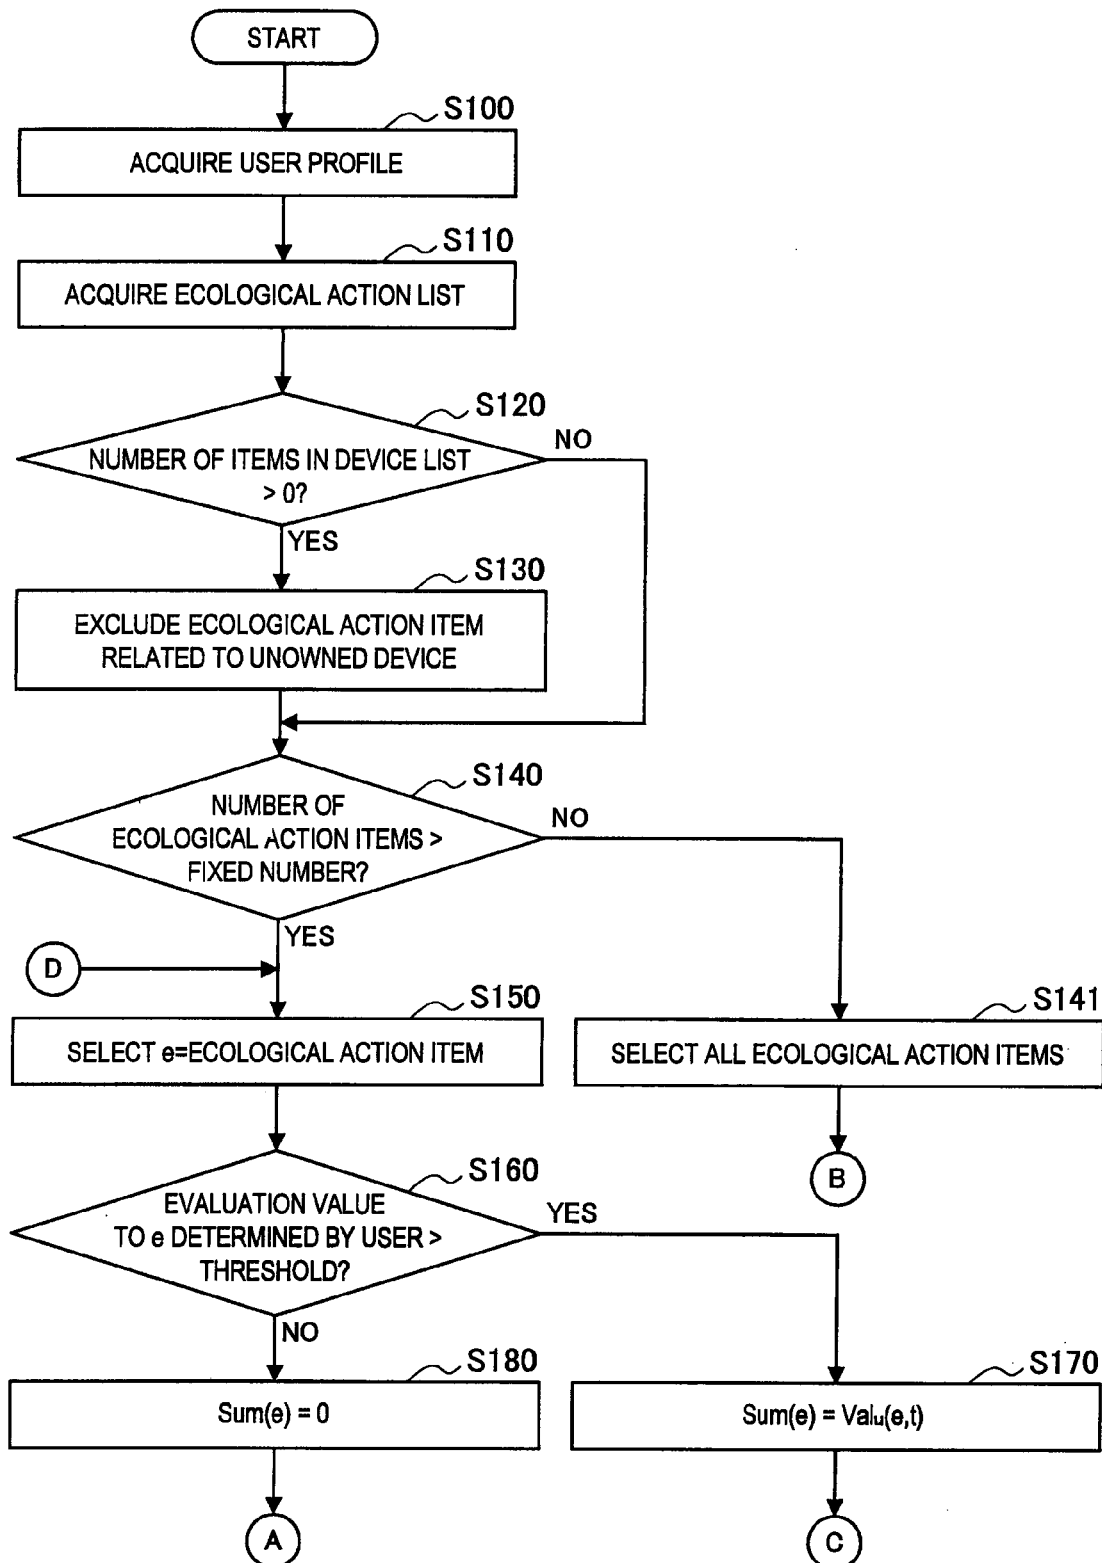 START
S100
ACQUIRE USER PROFILE
S110
ACQUIRE ECOLOGICAL ACTION LIST
S120
NUMBER OF ITEMS IN DEVICE LIST
> 0?
NO
YES
S130
EXCLUDE ECOLOGICAL ACTION ITEM
RELATED TO UNOWNED DEVICE
S140
NUMBER OF
ECOLOGICAL ACTION ITEMS >
FIXED NUMBER?
NO
YES
D
S150
SELECT e=ECOLOGICAL ACTION ITEM
S141
SELECT ALL ECOLOGICAL ACTION ITEMS
B
S160
EVALUATION VALUE
TO e DETERMINED BY USER >
THRESHOLD?
YES
NO
S180
Sum(e) = 0
S170
Sum(e) = Valu(e,t)
A
C